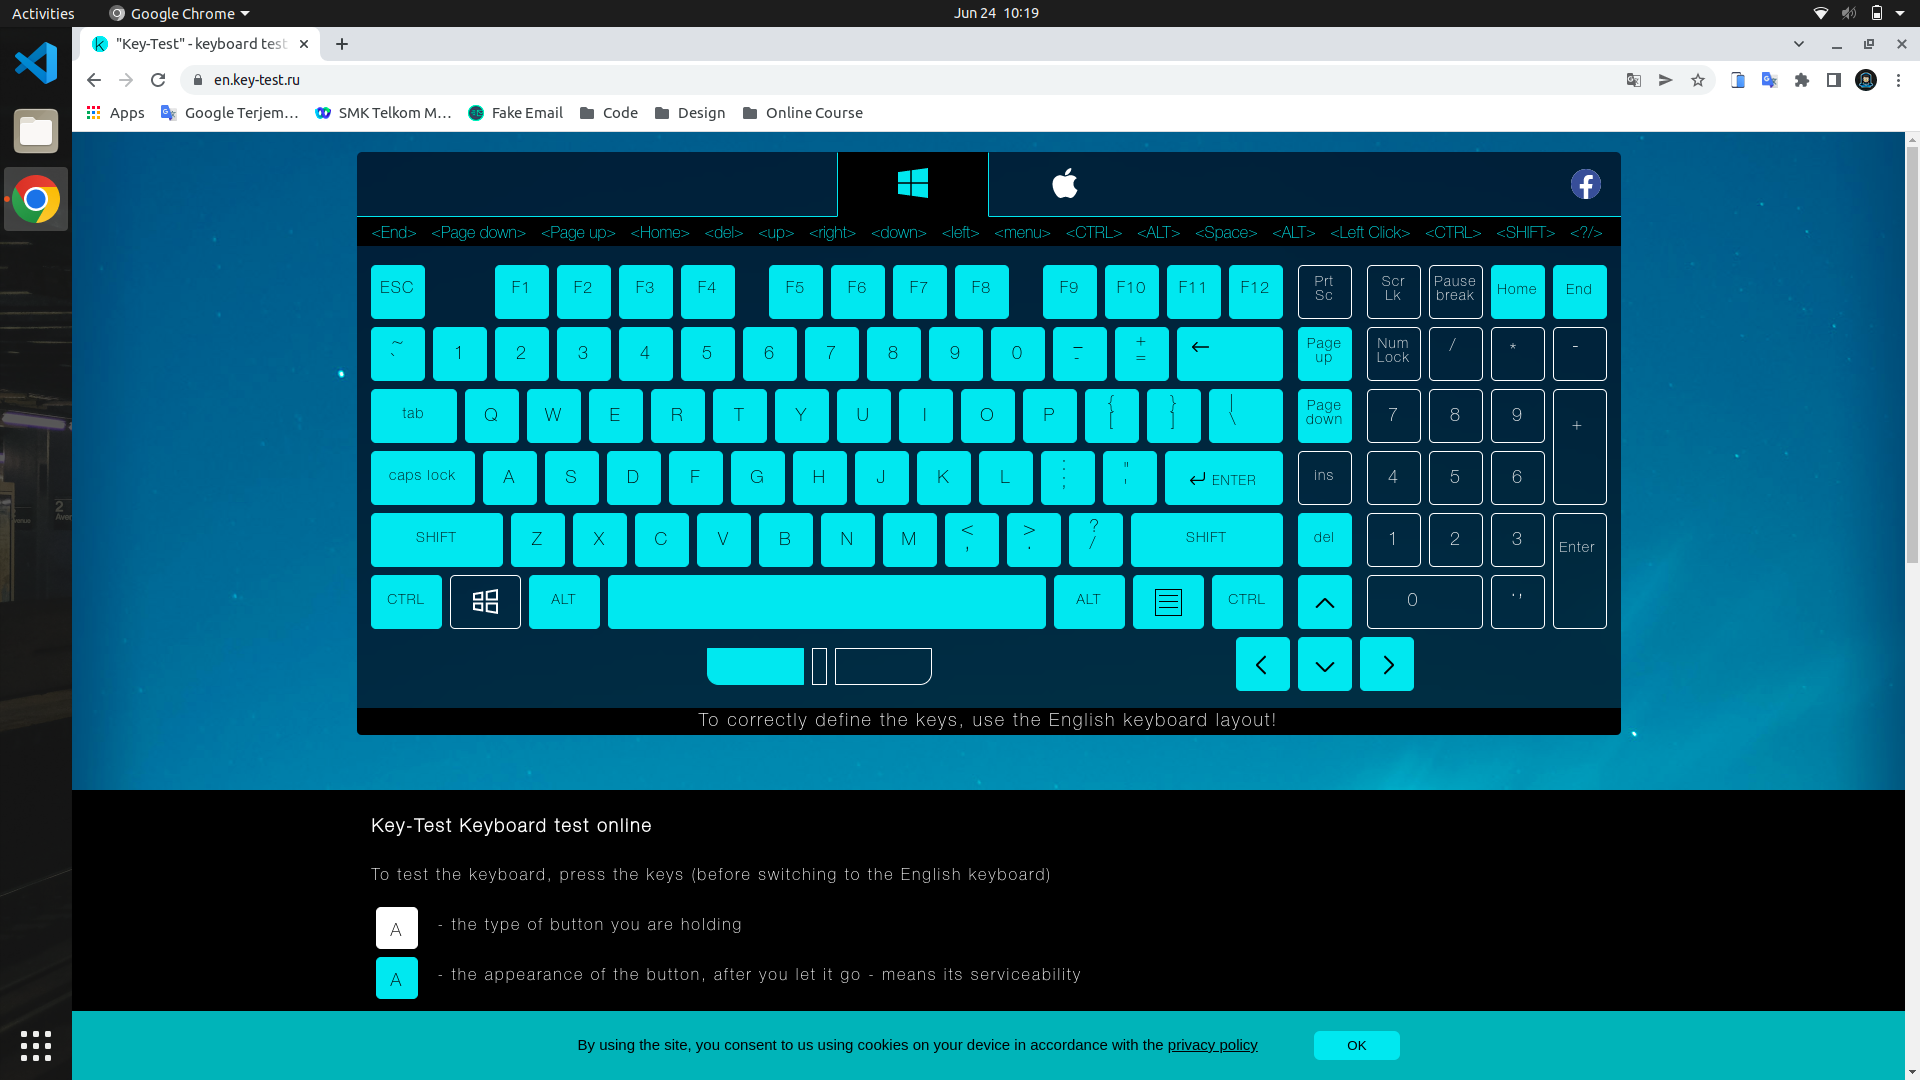 Activities
Google Chrome
Jun 24 10:19
"Key-Test" - keyboard test
en.key-test.ru
Apps
Google Terjem...
SMK Telkom M...
Fake Email
Code
Design
Online Course
<End> <Page down> <Page up> <Home> <del> <up> <right> <down> <left> <menu> <CTRL> <ALT> <Space> <ALT> <Left Click> <CTRL> <SHIFT> <?/>
ESC F1 F2 F3 F4 F5 F6 F7 F8 F9 F10 F11 F12 Prt Sc Scr Lk Pause break Home End
~ ` 1 2 3 4 5 6 7 8 9 0 _ - + = Page up Num Lock / * -
tab Q W E R T Y U I O P { [ } ] | \ Page down 7 8 9 +
caps lock A S D F G H J K L : ; " ' ENTER ins 4 5 6
SHIFT Z X C V B N M < , > . ? / SHIFT del 1 2 3 Enter
CTRL ALT ALT CTRL 0 . ,
To correctly define the keys, use the English keyboard layout!
Key-Test Keyboard test online
To test the keyboard, press the keys (before switching to the English keyboard)
A - the type of button you are holding
A - the appearance of the button, after you let it go - means its serviceability
By using the site, you consent to us using cookies on your device in accordance with the privacy policy
OK